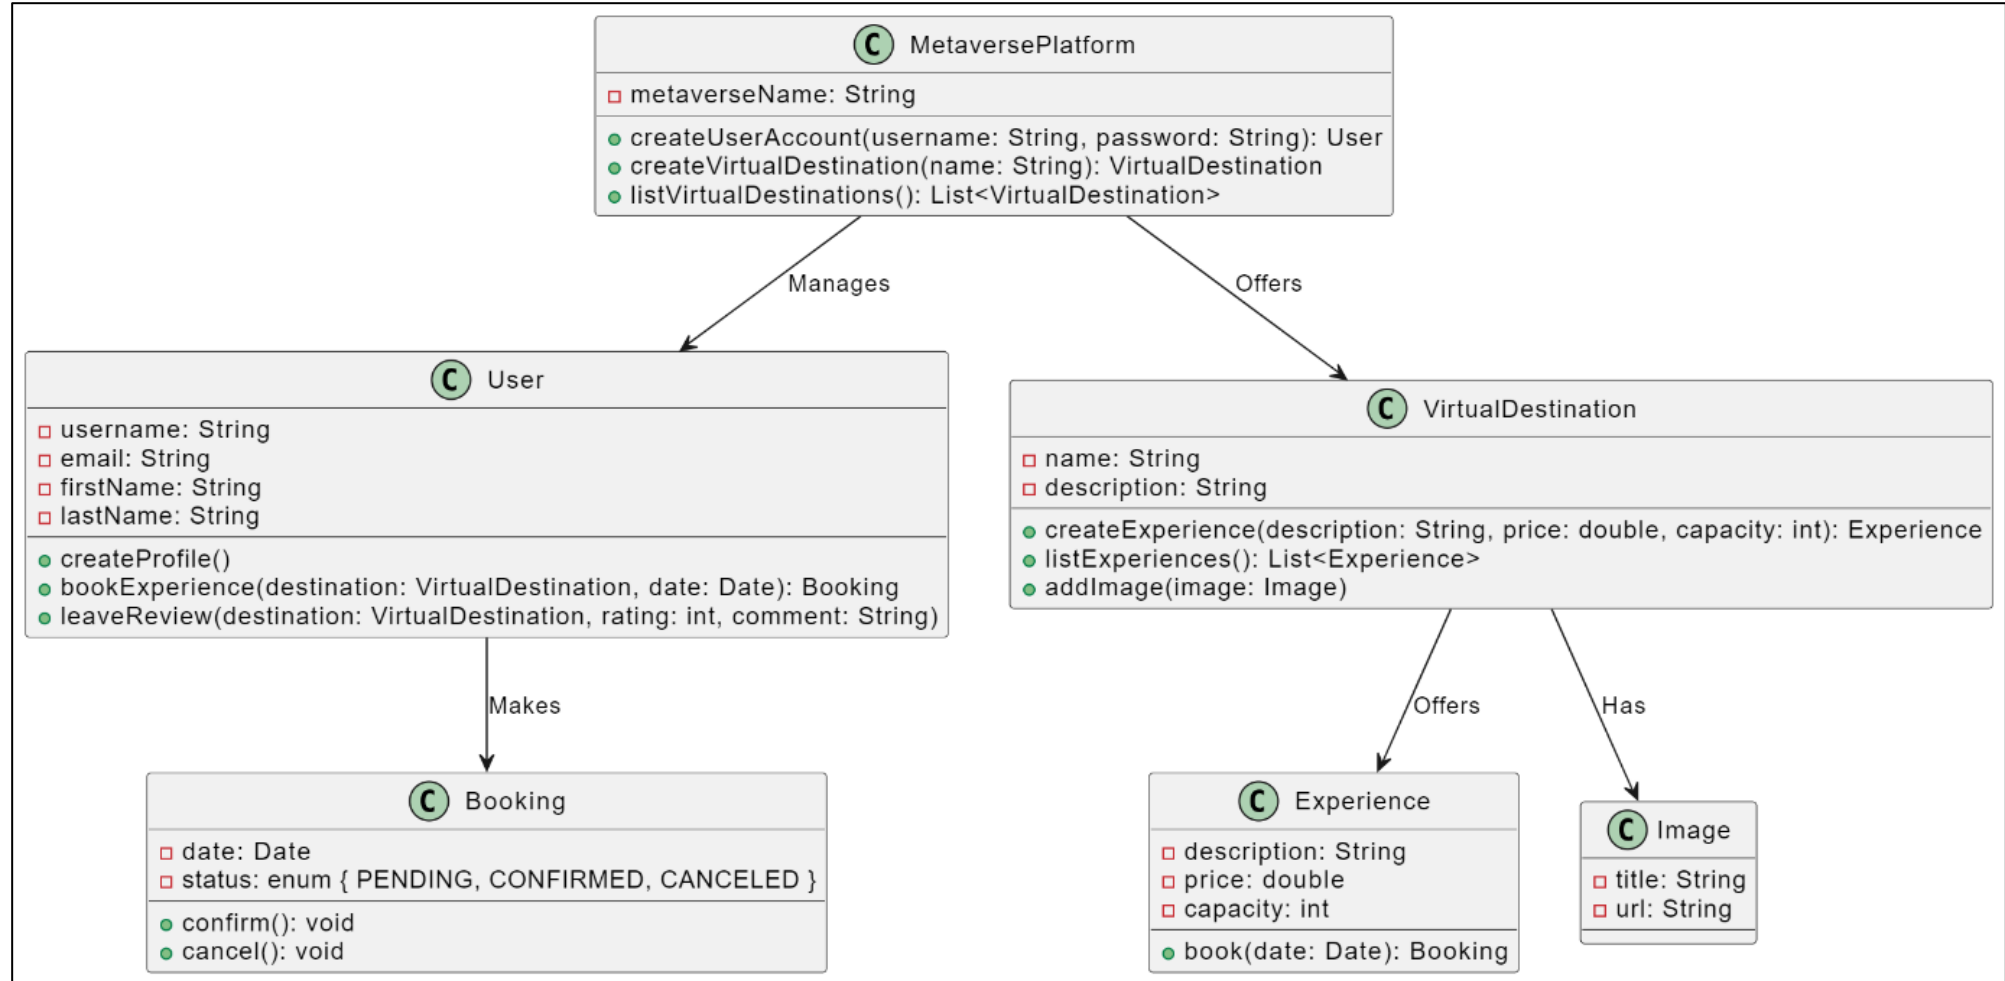 C MetaversePlatform
metaverseName: String
createUserAccount(username: String, password: String): User
createVirtualDestination(name: String): VirtualDestination
listVirtualDestinations(): List<VirtualDestination>
Manages
Offers
C User
username: String
email: String
firstName: String
lastName: String
createProfile()
bookExperience(destination: VirtualDestination, date: Date): Booking
leaveReview(destination: VirtualDestination, rating: int, comment: String)
C VirtualDestination
name: String
description: String
createExperience(description: String, price: double, capacity: int): Experience
listExperiences(): List<Experience>
addImage(image: Image)
Makes
Offers
Has
C Booking
date: Date
status: enum { PENDING, CONFIRMED, CANCELED }
confirm(): void
cancel(): void
C Experience
description: String
price: double
capacity: int
book(date: Date): Booking
C Image
title: String
url: String